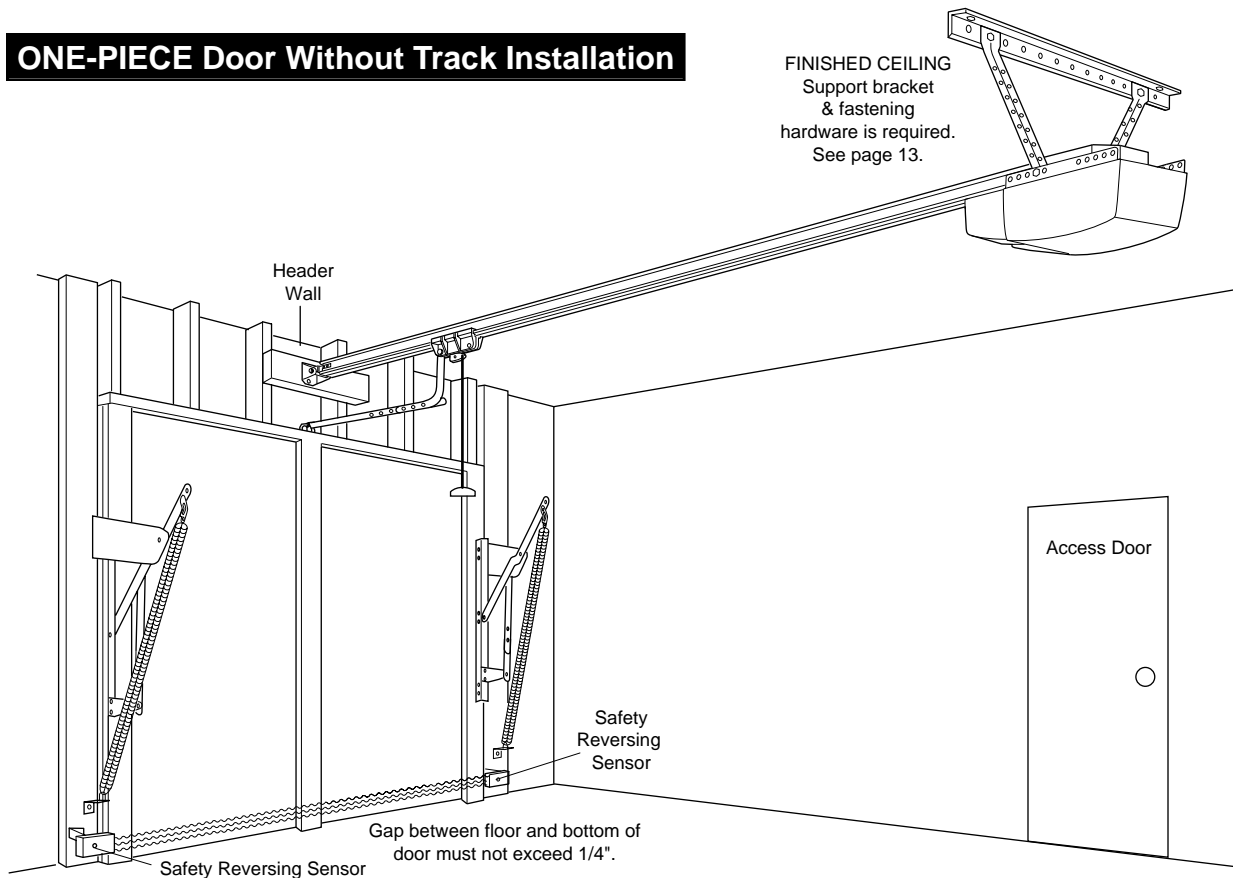 ONE-PIECE Door Without Track Installation
FINISHED CEILING
Support bracket
& fastening
hardware is required.
See page 13.
Header
Wall
Access Door
Safety
Reversing
Sensor
Gap between floor and bottom of
door must not exceed 1/4".
Safety Reversing Sensor